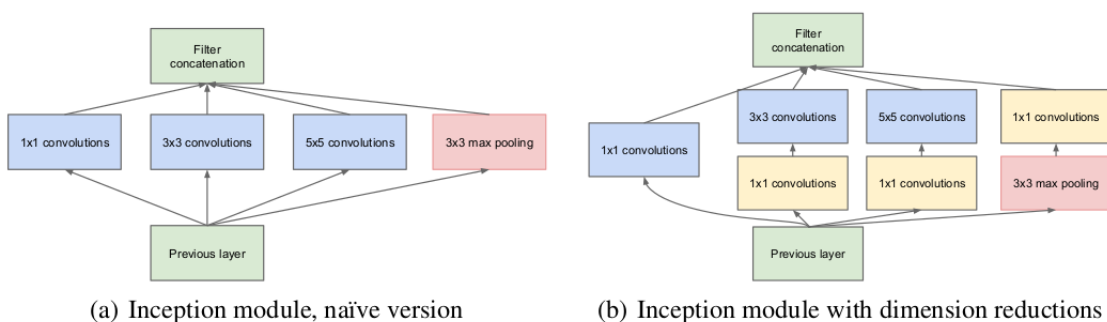 Filter
concatenation
1x1 convolutions
3x3 convolutions
5x5 convolutions
3x3 max pooling
Previous layer
(a) Inception module, naïve version
Filter
concatenation
3x3 convolutions
5x5 convolutions
1x1 convolutions
1x1 convolutions
1x1 convolutions
1x1 convolutions
3x3 max pooling
Previous layer
(b) Inception module with dimension reductions